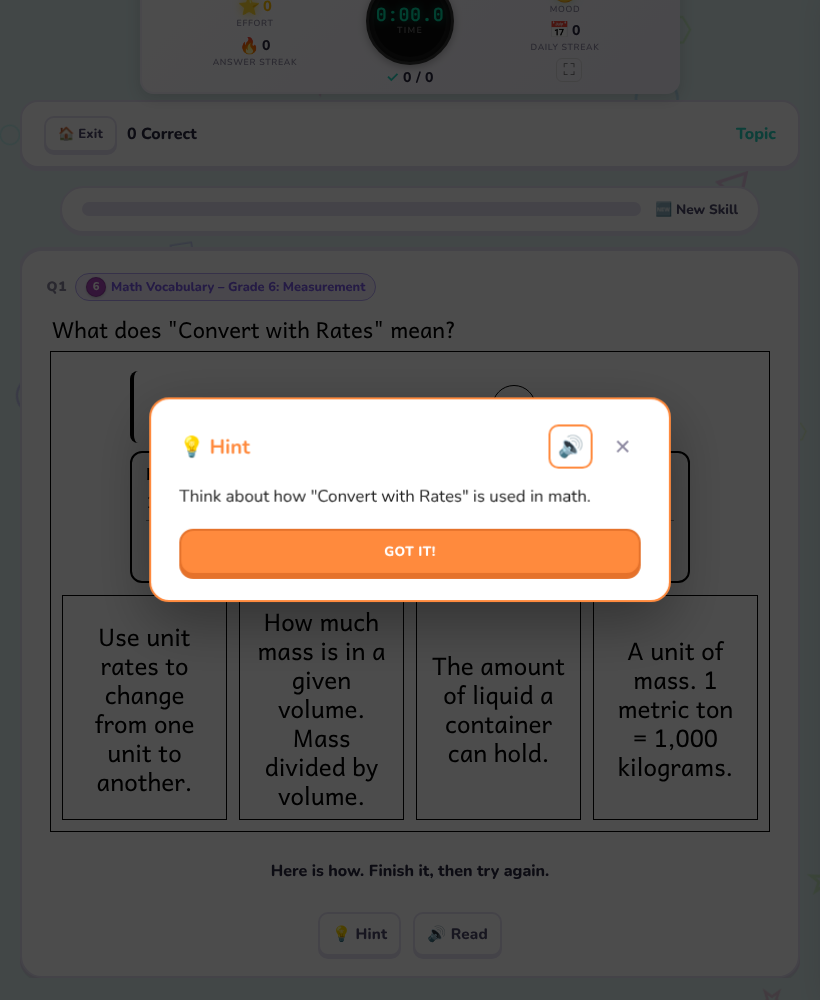 0
EFFORT
0
ANSWER STREAK
0:00.0
TIME
0 / 0
MOOD
0
DAILY STREAK
Exit
0 Correct
Topic
NEW
New Skill
Q1
6
Math Vocabulary – Grade 6: Measurement
What does "Convert with Rates" mean?
Hint
Think about how "Convert with Rates" is used in math.
GOT IT!
Use unit
rates to
change
from one
unit to
another.
How much
mass is in a
given
volume.
Mass
divided by
volume.
The amount
of liquid a
container
can hold.
A unit of
mass. 1
metric ton
= 1,000
kilograms.
Here is how. Finish it, then try again.
Hint
Read